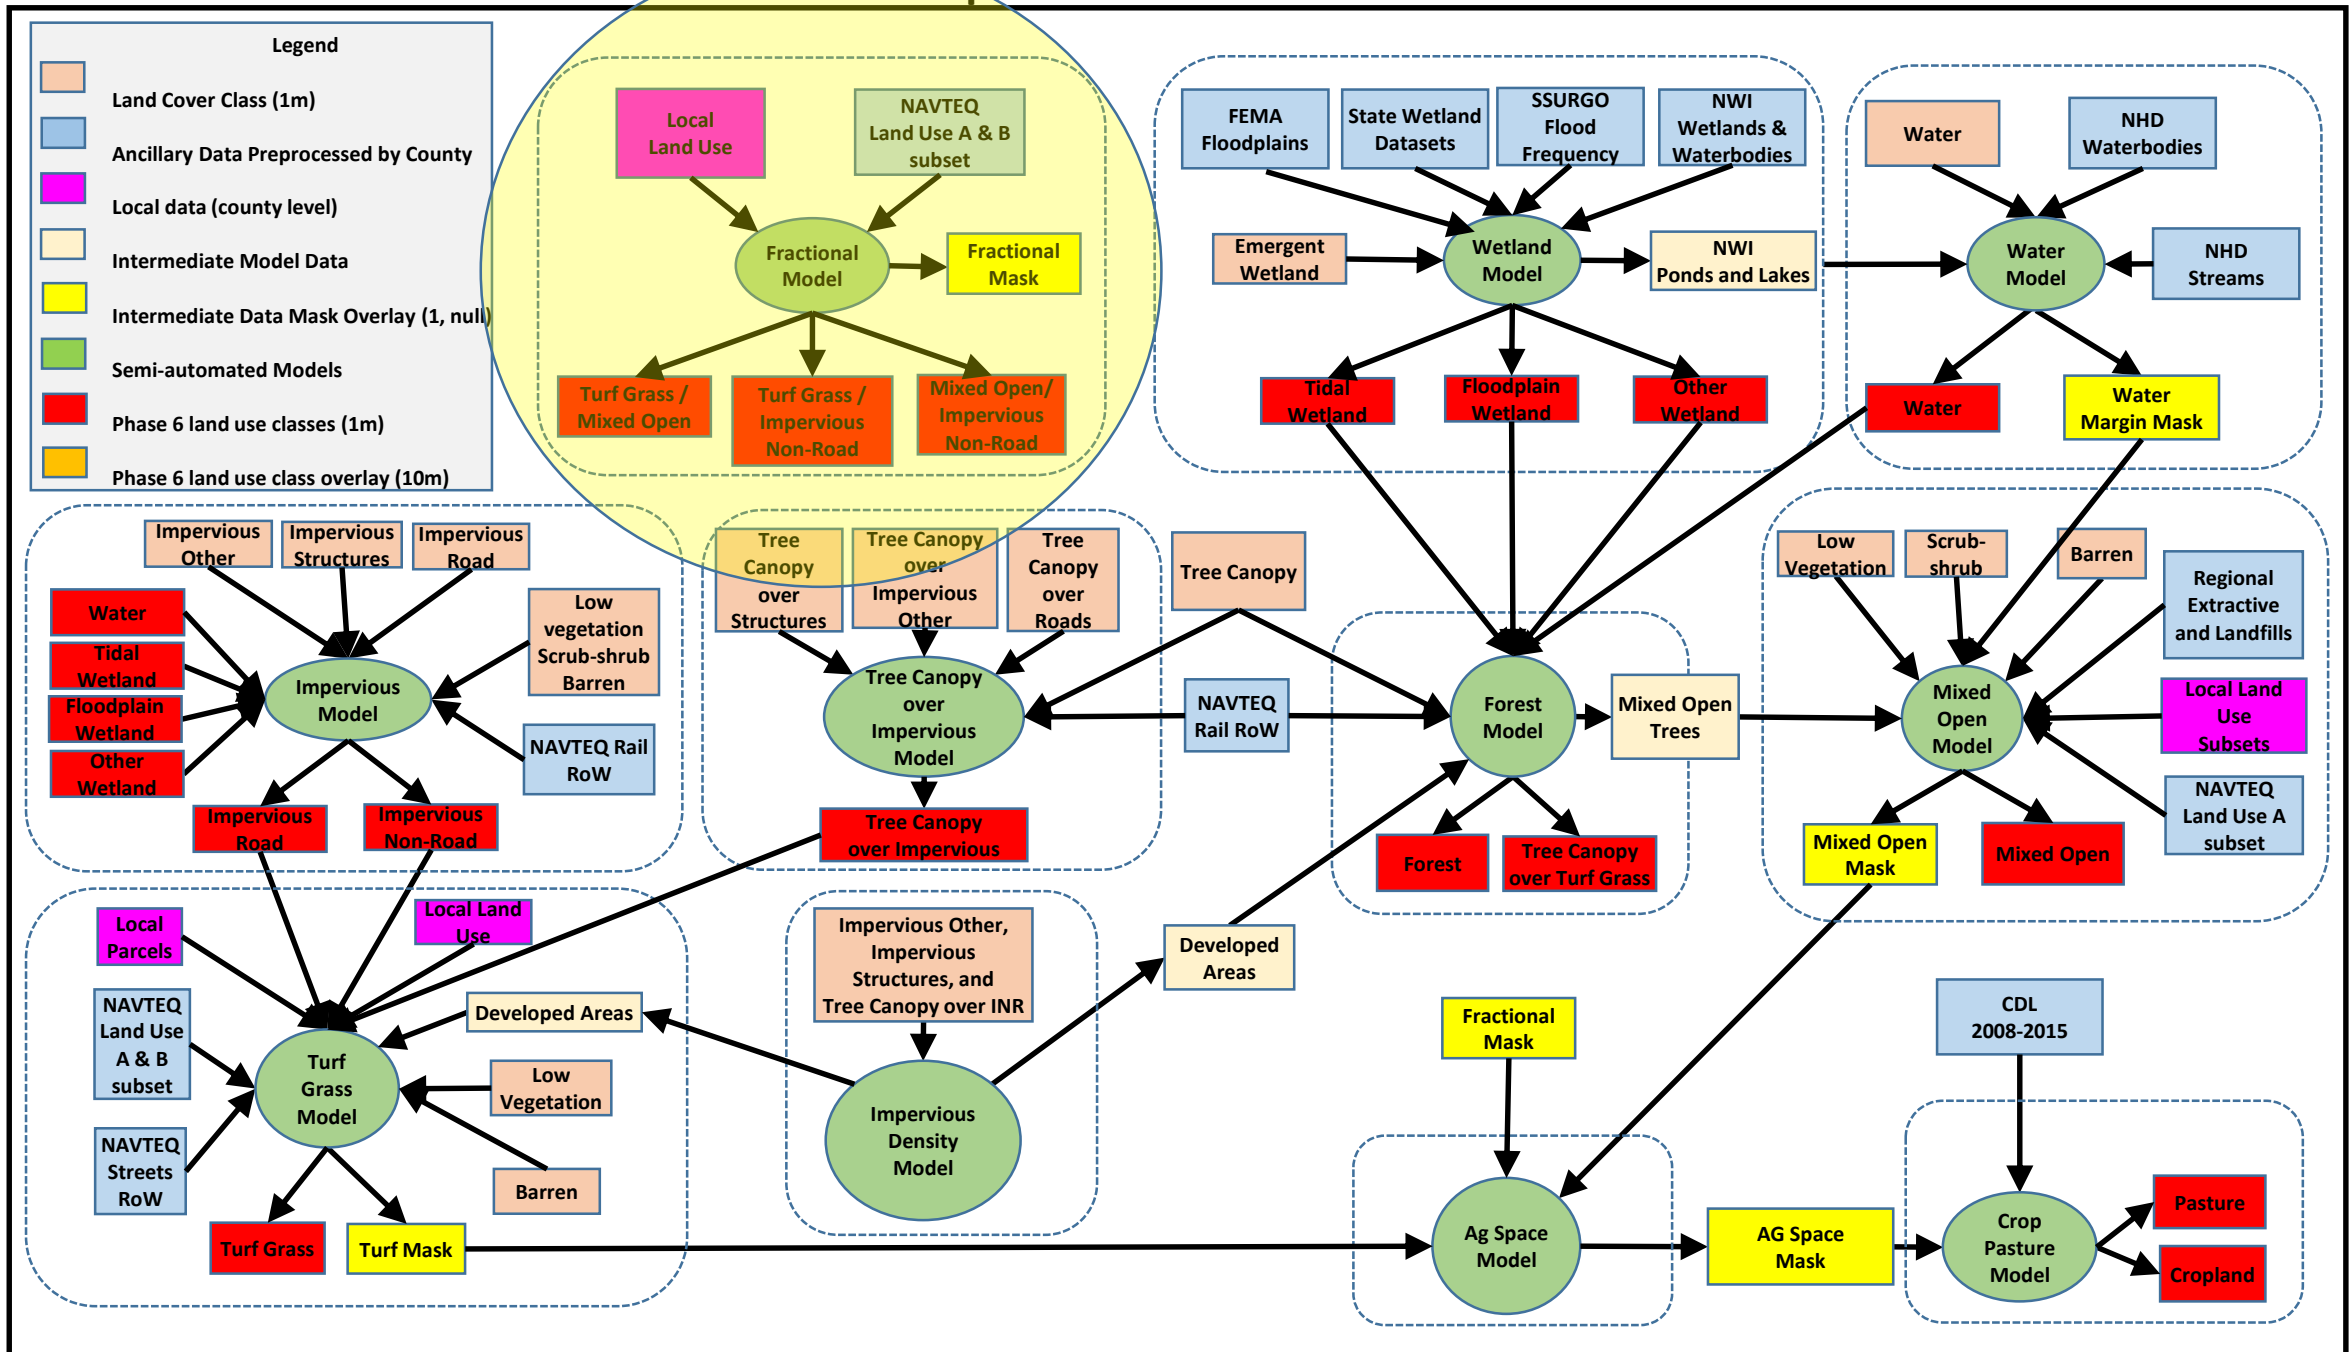 Legend
Land Cover Class (1m)
Ancillary Data Preprocessed by County
Local data (county level)
Intermediate Model Data
Intermediate Data Mask Overlay (1, null)
Semi-automated Models
Phase 6 land use classes (1m)
Phase 6 land use class overlay (10m)
Local
Land Use
NAVTEQ
Land Use A & B
subset
Fractional
Model
Fractional
Mask
Turf Grass /
Mixed Open
Turf Grass /
Impervious
Non-Road
Mixed Open/
Impervious
Non-Road
FEMA
Floodplains
State Wetland
Datasets
SSURGO
Flood
Frequency
NWI
Wetlands &
Waterbodies
Emergent
Wetland
Wetland
Model
NWI
Ponds and Lakes
Tidal
Wetland
Floodplain
Wetland
Other
Wetland
Water
NHD
Waterbodies
Water
Model
NHD
Streams
Water
Water
Margin Mask
Impervious
Other
Impervious
Structures
Impervious
Road
Water
Tidal
Wetland
Floodplain
Wetland
Other
Wetland
Impervious
Model
Low
vegetation
Scrub-shrub
Barren
NAVTEQ Rail
RoW
Impervious
Road
Impervious
Non-Road
Tree
Canopy
over
Structures
Tree Canopy
over
Impervious
Other
Tree
Canopy
over
Roads
Tree Canopy
over
Impervious
Model
Tree Canopy
over Impervious
Tree Canopy
NAVTEQ
Rail RoW
Forest
Model
Mixed Open
Trees
Forest
Tree Canopy
over Turf Grass
Low
Vegetation
Scrub-
shrub
Barren
Regional
Extractive
and Landfills
Mixed
Open
Model
Local Land
Use
Subsets
NAVTEQ
Land Use A
subset
Mixed Open
Mask
Mixed Open
Local
Parcels
Local Land
Use
NAVTEQ
Land Use
A & B
subset
Developed Areas
Turf
Grass
Model
Low
Vegetation
NAVTEQ
Streets
RoW
Barren
Turf Grass
Turf Mask
Impervious Other,
Impervious
Structures, and
Tree Canopy over INR
Impervious
Density
Model
Developed
Areas
Fractional
Mask
Ag Space
Model
AG Space
Mask
CDL
2008-2015
Crop
Pasture
Model
Pasture
Cropland